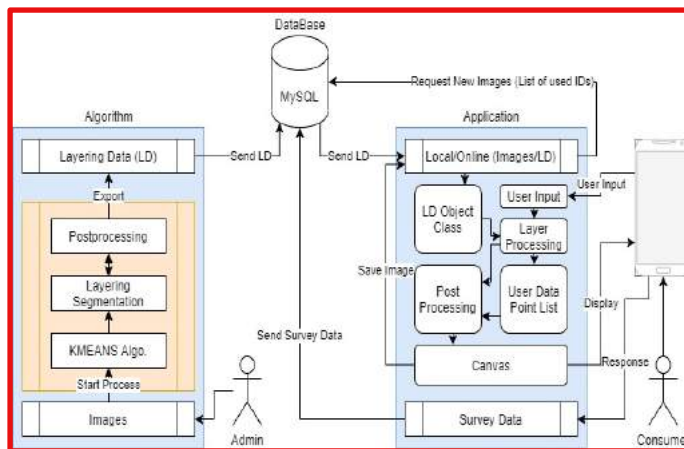 DataBase
MySQL
Request New Images (List of used IDs)
Algorithm
Application
Layering Data (LD)
Send LD
Send LD
Local/Online (Images/LD)
Export
User Input
User Input
LD Object
Class
Postprocessing
Layer
Processing
Layering
Segmentation
Save Image
Post
Processing
User Data
Point List
Display
Send Survey Data
KMEANS Algo.
Canvas
Response
Start Process
Images
Survey Data
Admin
Consume